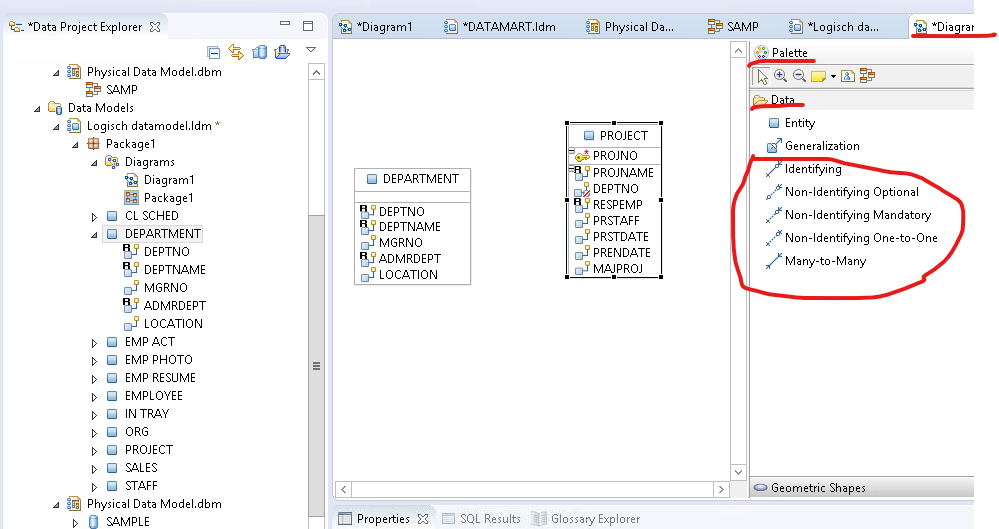 *Data Project Explorer
Physical Data Model.dbm
SAMP
Data Models
Logisch datamodel.ldm *
Package1
Diagrams
Diagram1
Package1
CL SCHED
DEPARTMENT
DEPTNO
DEPTNAME
MGRNO
ADMRDEPT
LOCATION
EMP ACT
EMP PHOTO
EMP RESUME
EMPLOYEE
IN TRAY
ORG
PROJECT
SALES
STAFF
Physical Data Model.dbm
SAMPLE
*Diagram1
*DATAMART.ldm
Physical Da...
SAMP
*Logisch da...
*Diagram
DEPARTMENT
DEPTNO
DEPTNAME
MGRNO
ADMRDEPT
LOCATION
PROJECT
PROJNO
PROJNAME
DEPTNO
RESPEMP
PRSTAFF
PRSTDATE
PRENDATE
MAJPROJ
Palette
Data
Entity
Generalization
Identifying
Non-Identifying Optional
Non-Identifying Mandatory
Non-Identifying One-to-One
Many-to-Many
Geometric Shapes
Properties
SQL Results
Glossary Explorer